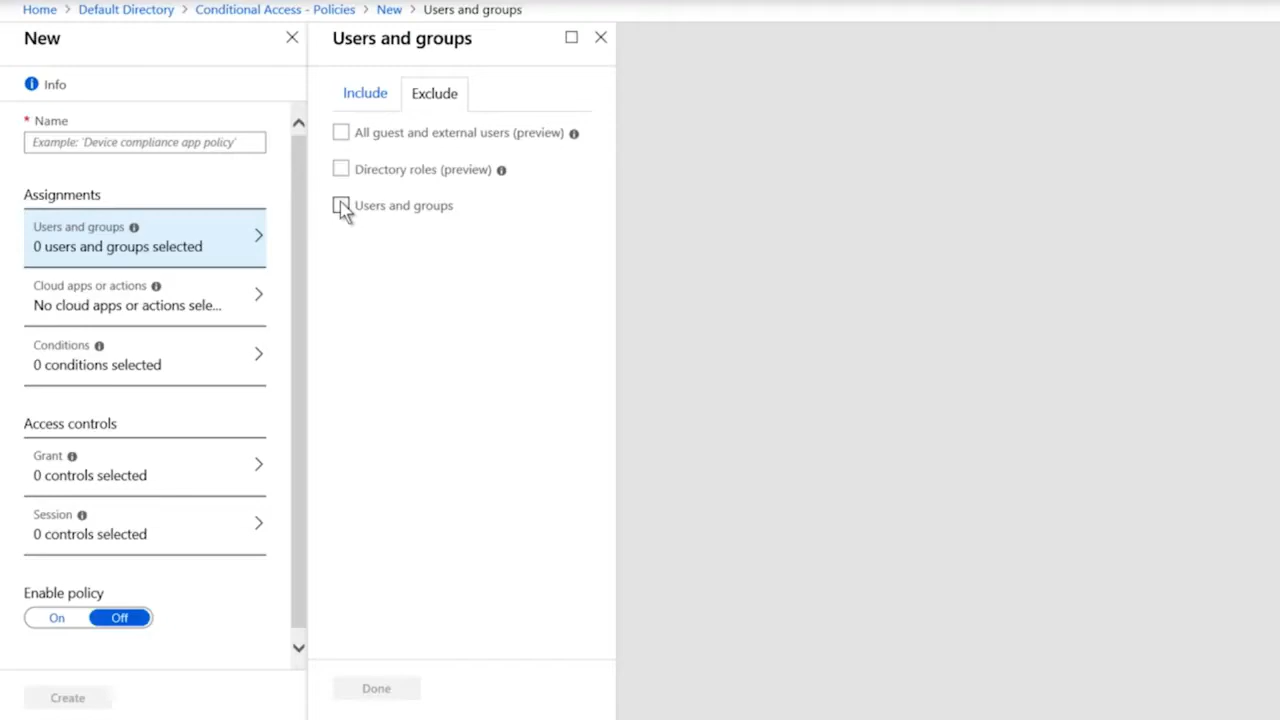 Home > Default Directory > Conditional Access - Policies > New > Users and groups
New
Info
* Name
Example: 'Device compliance app policy'
Assignments
Users and groups
0 users and groups selected
Cloud apps or actions
No cloud apps or actions sele...
Conditions
0 conditions selected
Access controls
Grant
0 controls selected
Session
0 controls selected
Enable policy
On Off
Create
Users and groups
Include Exclude
All guest and external users (preview)
Directory roles (preview)
Users and groups
Done